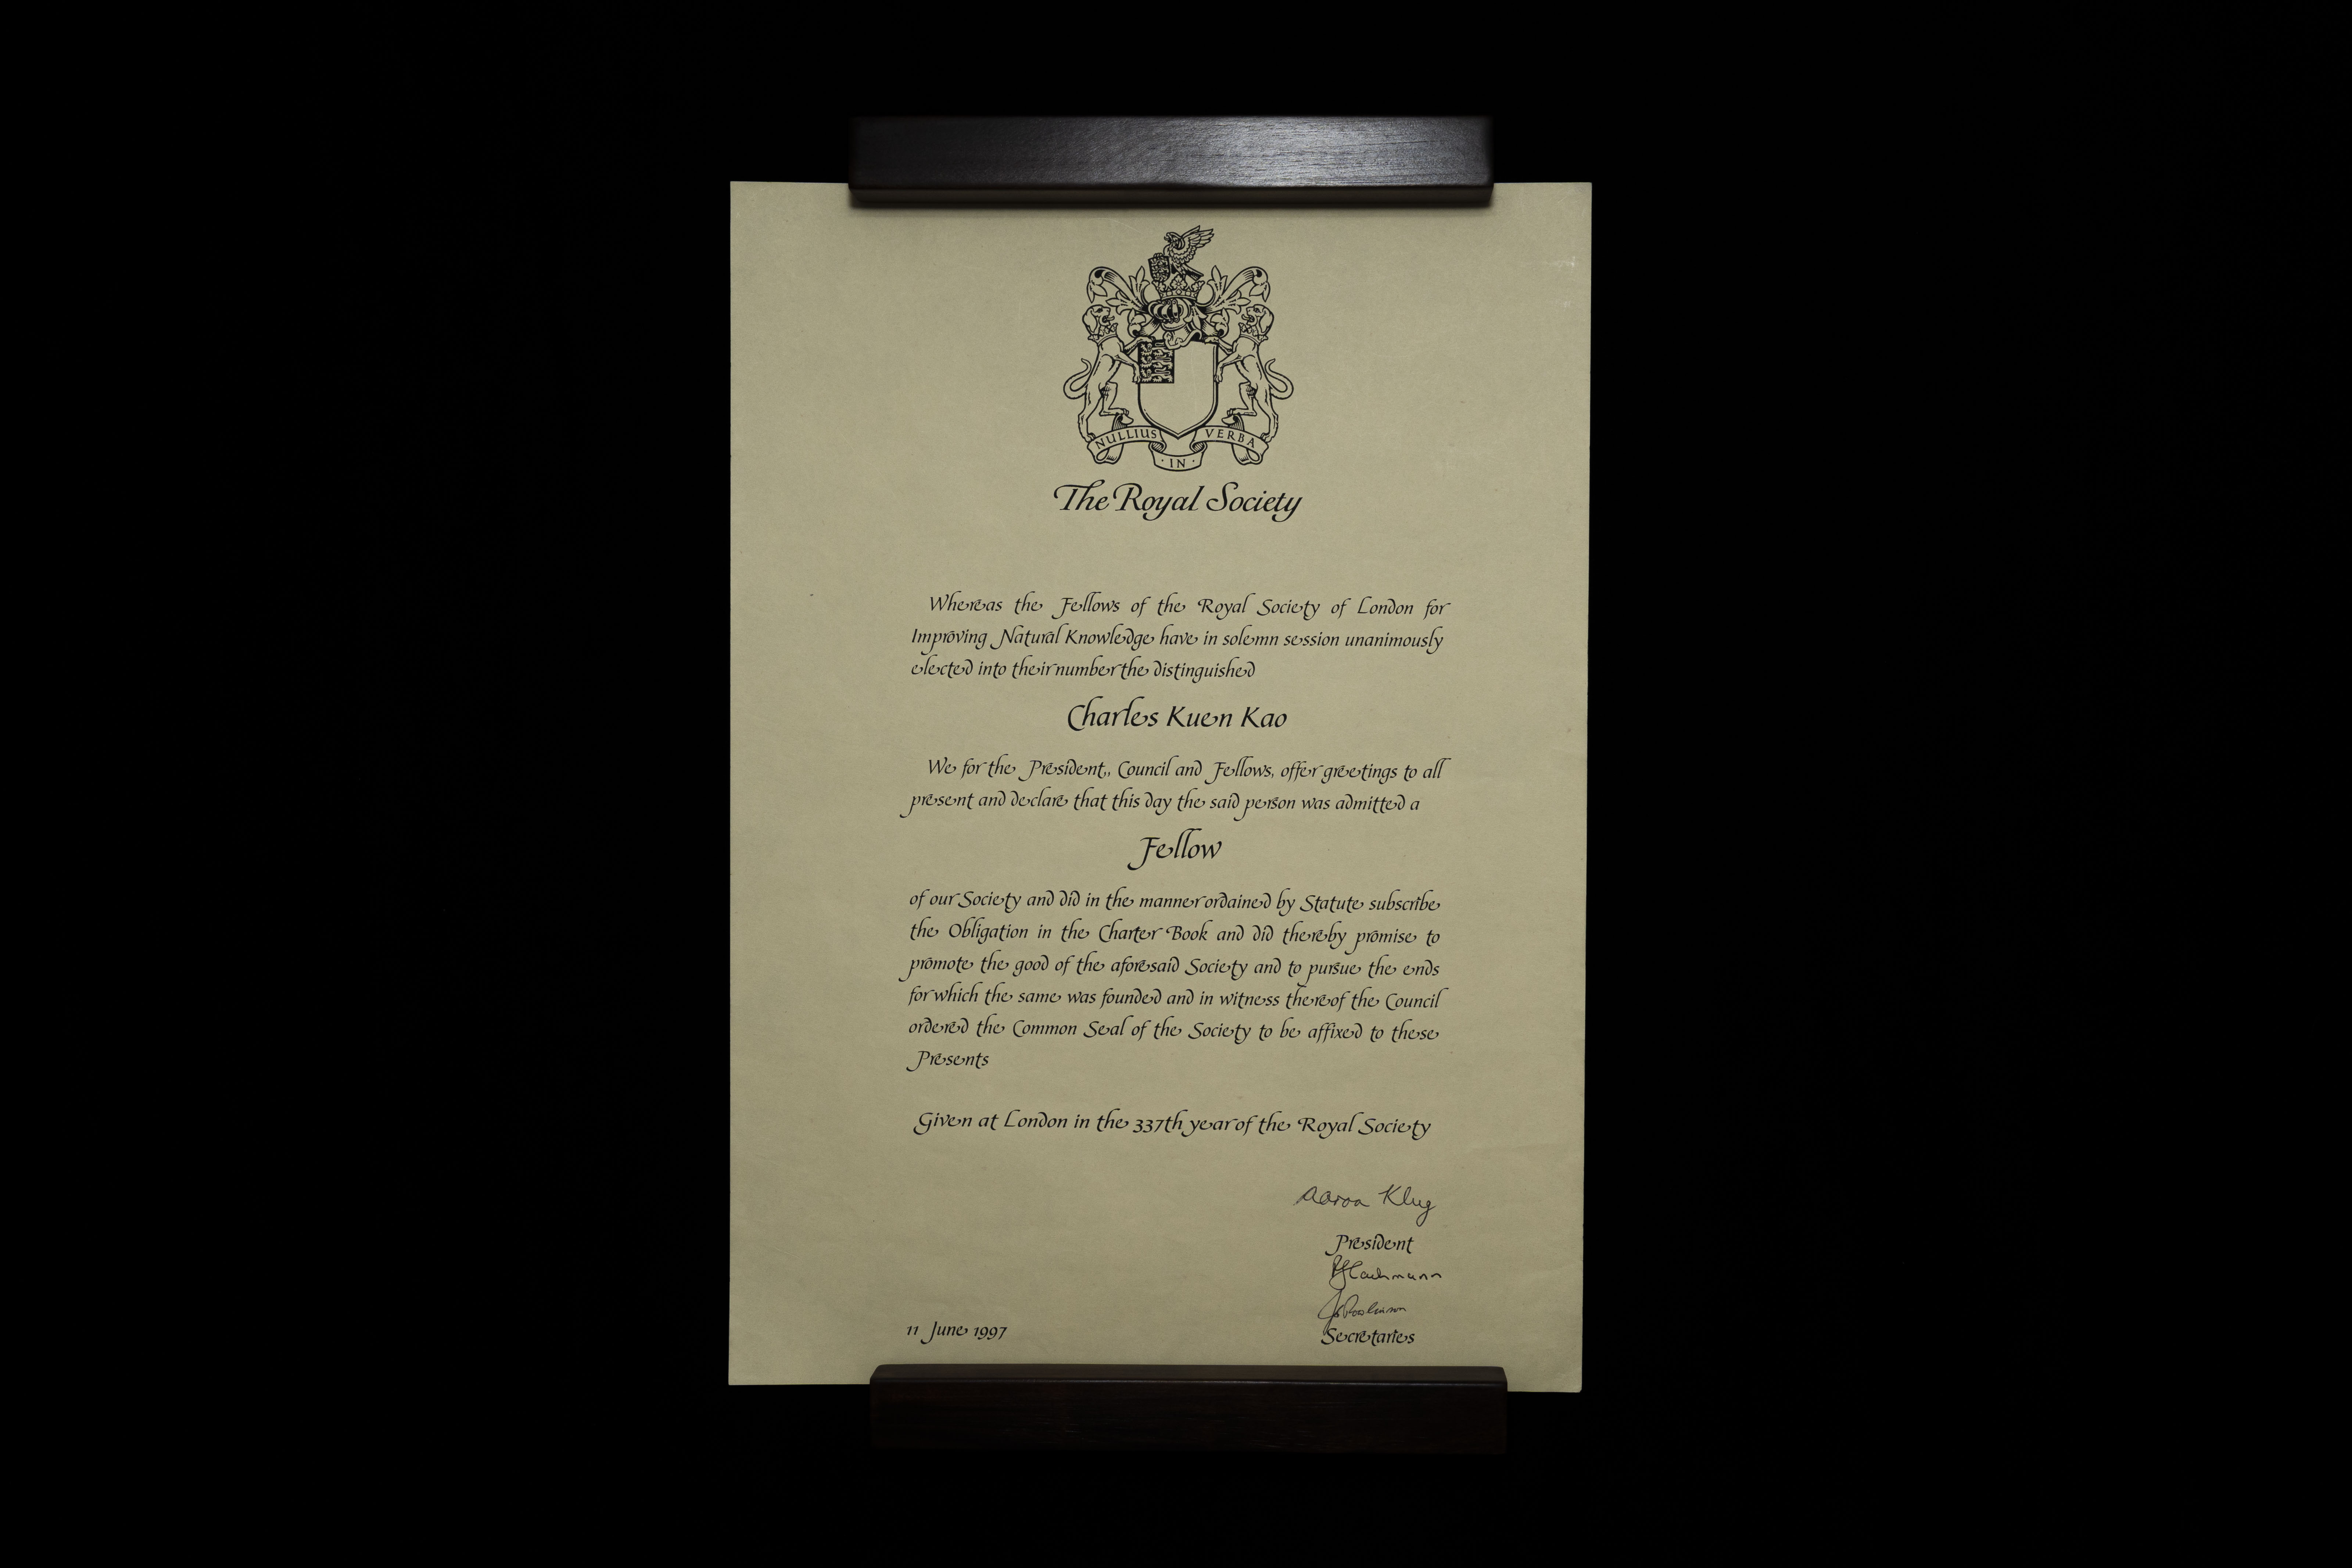 NULLIUS IN VERBA
The Royal Society
Whereas the Fellows of the Royal Society of London for
Improving Natural Knowledge have in solemn session unanimously
elected into their number the distinguished
Charles Kuen Kao
We for the President,, Council and Fellows, offer greetings to all
present and declare that this day the said person was admitted a
Fellow
of our Society and did in the manner ordained by Statute subscribe
the Obligation in the Charter Book and did thereby promise to
promote the good of the aforesaid Society and to pursue the ends
for which the same was founded and in witness thereof the Council
ordered the Common Seal of the Society to be affixed to these
Presents
Given at London in the 337th year of the Royal Society
Aaron Klug
President
Secretaries
11 June 1997